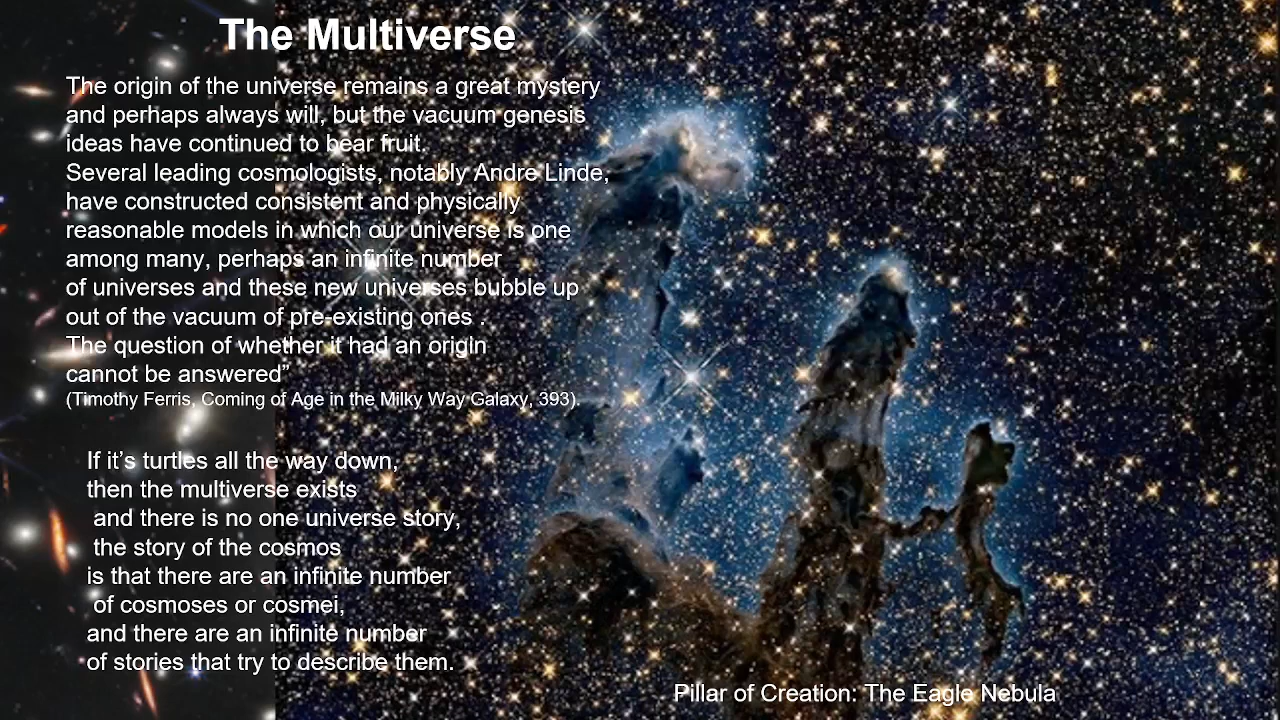 The Multiverse
The origin of the universe remains a great mystery
and perhaps always will, but the vacuum genesis
ideas have continued to bear fruit.
Several leading cosmologists, notably Andre Linde,
have constructed consistent and physically
reasonable models in which our universe is one
among many, perhaps an infinite number
of universes and these new universes bubble up
out of the vacuum of pre-existing ones .
The question of whether it had an origin
cannot be answered”
(Timothy Ferris, Coming of Age in the Milky Way Galaxy, 393).
If it’s turtles all the way down,
then the multiverse exists
and there is no one universe story,
the story of the cosmos
is that there are an infinite number
of cosmoses or cosmei,
and there are an infinite number
of stories that try to describe them.
Pillar of Creation: The Eagle Nebula